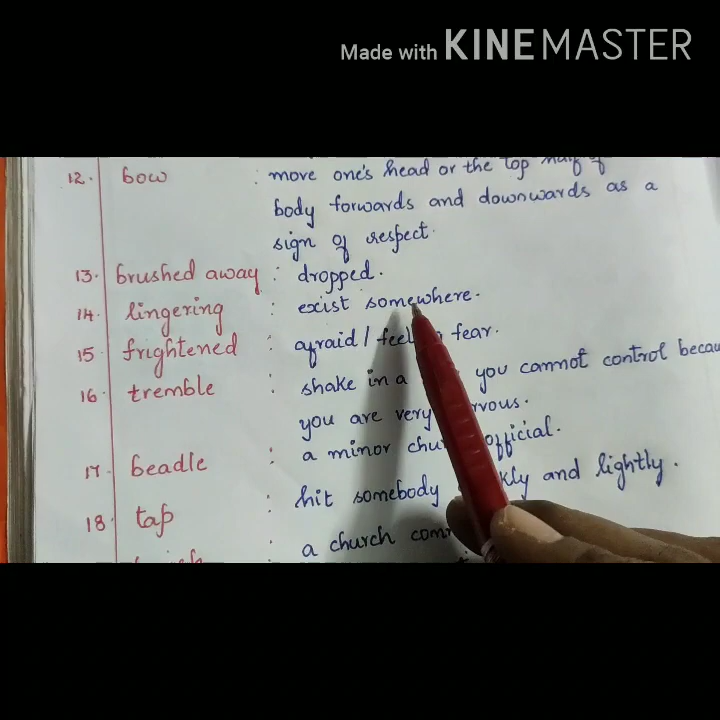 Made with KINEMASTER
12. bow : move one's head or the top half of
body forwards and downwards as a
sign of respect.
13. brushed away : dropped.
14. lingering : exist somewhere.
15 frightened : afraid / fear.
16. tremble : shake in a you cannot control
you are very
17. beadle : a minor official.
18. tap : hit somebody and lightly.
: a church